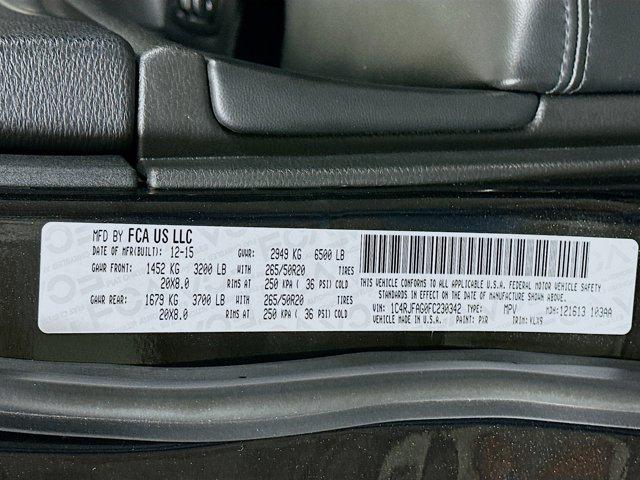 MFD BY FCA US LLC
DATE OF MFR(BUILT): 12-15 GVWR: 2949 KG 6500 LB
GAWR FRONT: 1452 KG 3200 LB WITH 265/50R20 TIRES
20X8.0 RIMS AT 250 KPA ( 36 PSI) COLD
GAWR REAR: 1679 KG 3700 LB WITH 265/50R20 TIRES
20X8.0 RIMS AT 250 KPA ( 36 PSI) COLD
THIS VEHICLE CONFORMS TO ALL APPLICABLE U.S.A. FEDERAL MOTOR VEHICLE SAFETY
STANDARDS IN EFFECT ON THE DATE OF MANUFACTURE SHOWN ABOVE.
VIN: 1C4RJFAG0FC230342 TYPE: MPV MDH:121613 103AA
VEHICLE MADE IN U.S.A. PAINT: PXR TRIM: KLX9